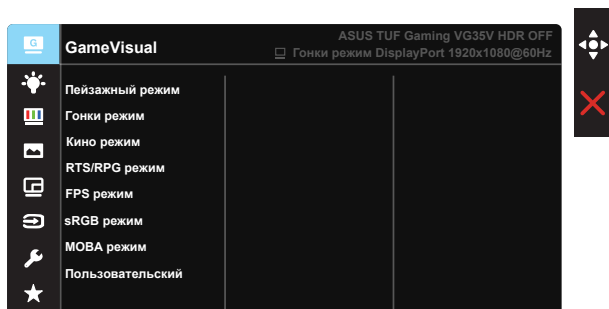 G
GameVisual
ASUS TUF Gaming VG35V HDR OFF
Гонки режим DisplayPort 1920x1080@60Hz
Пейзажный режим
Гонки режим
Кино режим
RTS/RPG режим
FPS режим
sRGB режим
MOBA режим
Пользовательский